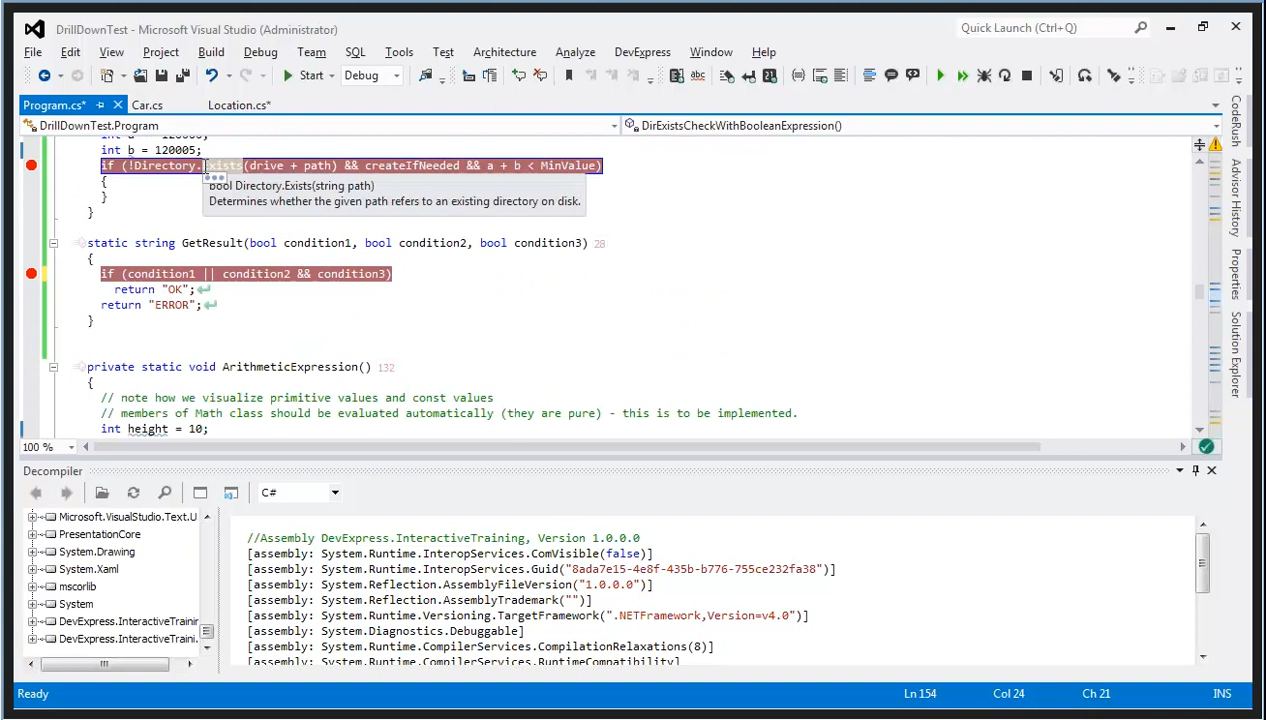 DrillDownTest - Microsoft Visual Studio (Administrator)
Quick Launch (Ctrl+Q)
File Edit View Project Build Debug Team SQL Tools Test Architecture Analyze DevExpress Window Help
Start Debug
Program.cs* Car.cs Location.cs*
DrillDownTest.Program DirExistsCheckWithBooleanExpression()
int b = 120005;
if (!Directory.Exists(drive + path) && createIfNeeded && a + b < MinValue)
{
bool Directory.Exists(string path)
}
Determines whether the given path refers to an existing directory on disk.
}
static string GetResult(bool condition1, bool condition2, bool condition3) 28
{
if (condition1 || condition2 && condition3)
return "OK";
return "ERROR";
}
private static void ArithmeticExpression() 132
{
// note how we visualize primitive values and const values
// members of Math class should be evaluated automatically (they are pure) - this is to be implemented.
int height = 10;
100 %
CodeRush
Advisor History
Properties
Solution Explorer
Decompiler
C#
Microsoft.VisualStudio.Text.U
PresentationCore
System.Drawing
System.Xaml
mscorlib
System
DevExpress.InteractiveTrainin
DevExpress.InteractiveTraini.
//Assembly DevExpress.InteractiveTraining, Version 1.0.0.0
[assembly: System.Runtime.InteropServices.ComVisible(false)]
[assembly: System.Runtime.InteropServices.Guid("8ada7e15-4e8f-435b-b776-755ce232fa38")]
[assembly: System.Reflection.AssemblyFileVersion("1.0.0.0")]
[assembly: System.Reflection.AssemblyTrademark("")]
[assembly: System.Runtime.Versioning.TargetFramework(".NETFramework,Version=v4.0")]
[assembly: System.Diagnostics.Debuggable]
[assembly: System.Runtime.CompilerServices.CompilationRelaxations(8)]
[assembly: System.Runtime.CompilerServices.RuntimeCompatibility]
Ready Ln 154 Col 24 Ch 21 INS